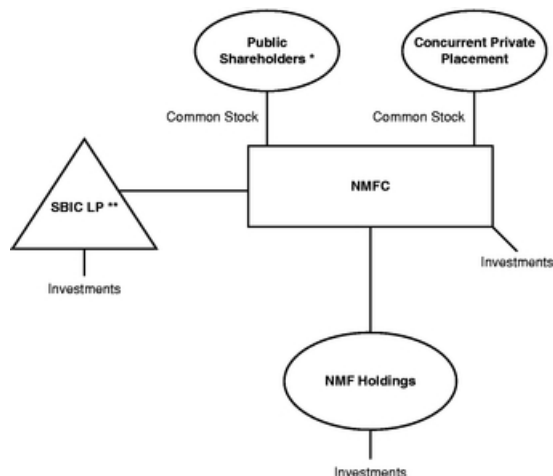 Public
Shareholders *
Concurrent Private
Placement
Common Stock
Common Stock
NMFC
SBIC LP **
Investments
Investments
NMF Holdings
Investments